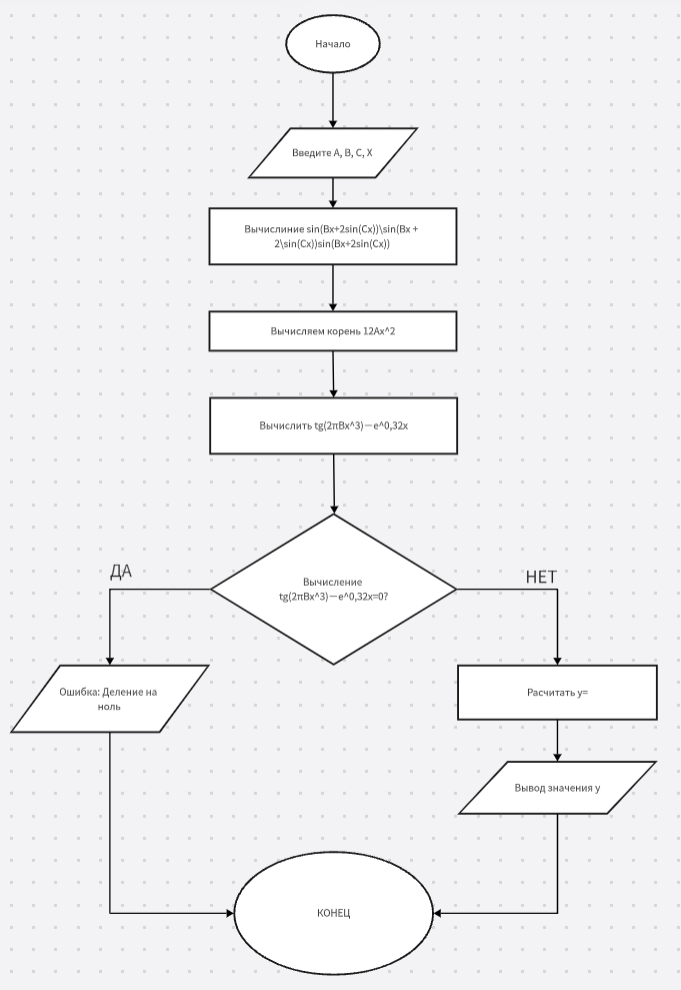 Начало
Введите A, B, C, X
Вычислиние sin(Bx+2sin(Cx))\sin(Bx +
2\sin(Cx))sin(Bx+2sin(Cx))
Вычисляем корень 12Ax^2
Вычислить tg(2πBx^3)−e^0,32x
ДА
НЕТ
Вычисление
tg(2πBx^3)−e^0,32x=0?
Ошибка: Деление на
ноль
Расчитать y=
Вывод значения y
КОНЕЦ